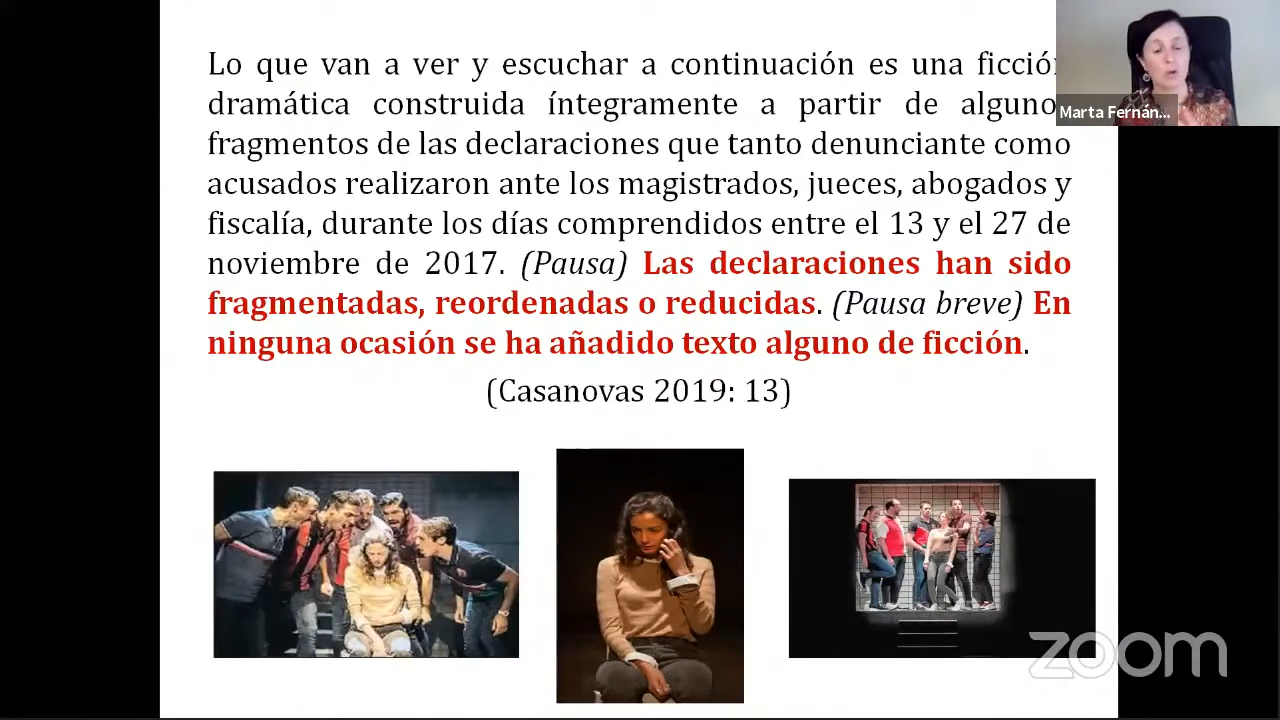 Lo que van a ver y escuchar a continuación es una ficción
dramática construida íntegramente a partir de alguno
fragmentos de las declaraciones que tanto denunciante como
acusados realizaron ante los magistrados, jueces, abogados y
fiscalía, durante los días comprendidos entre el 13 y el 27 de
noviembre de 2017. (Pausa) Las declaraciones han sido
fragmentadas, reordenadas o reducidas. (Pausa breve) En
ninguna ocasión se ha añadido texto alguno de ficción.
(Casanovas 2019: 13)
Marta Fernán...
zoom